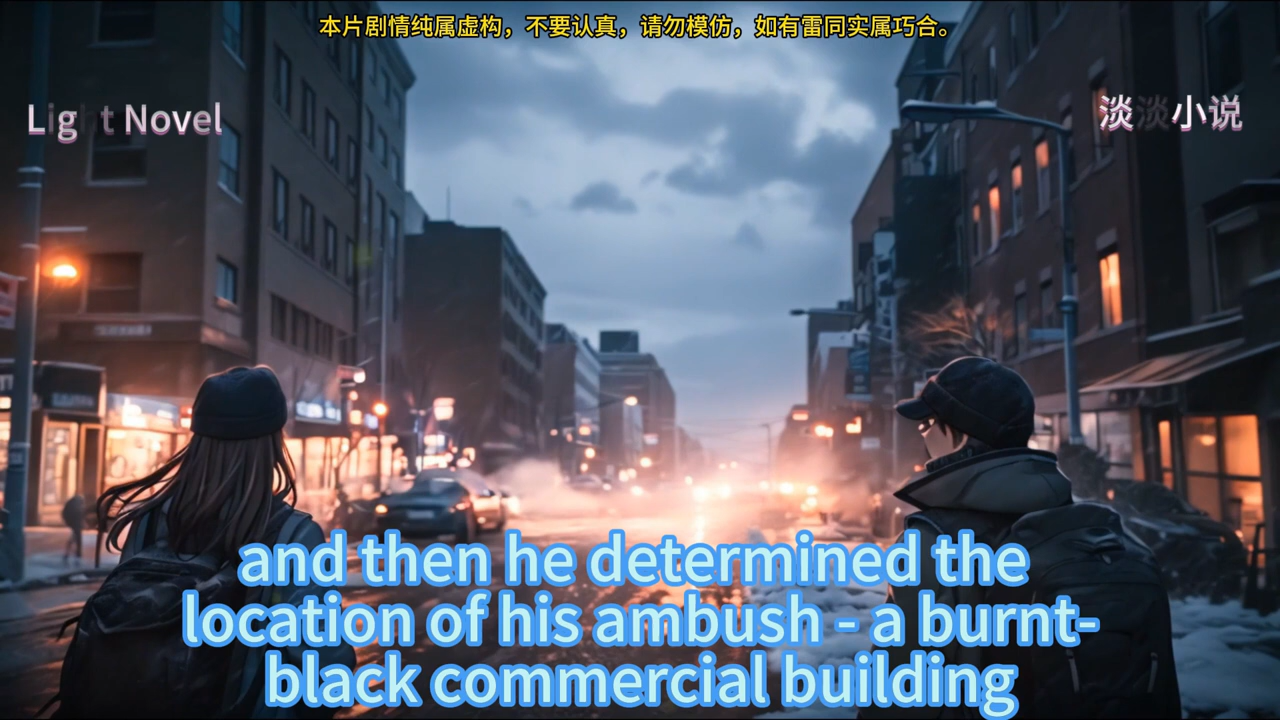 本片剧情纯属虚构，不要认真，请勿模仿，如有雷同实属巧合。
Light Novel
淡淡小说
and then he determined the
location of his ambush - a burnt-
black commercial building